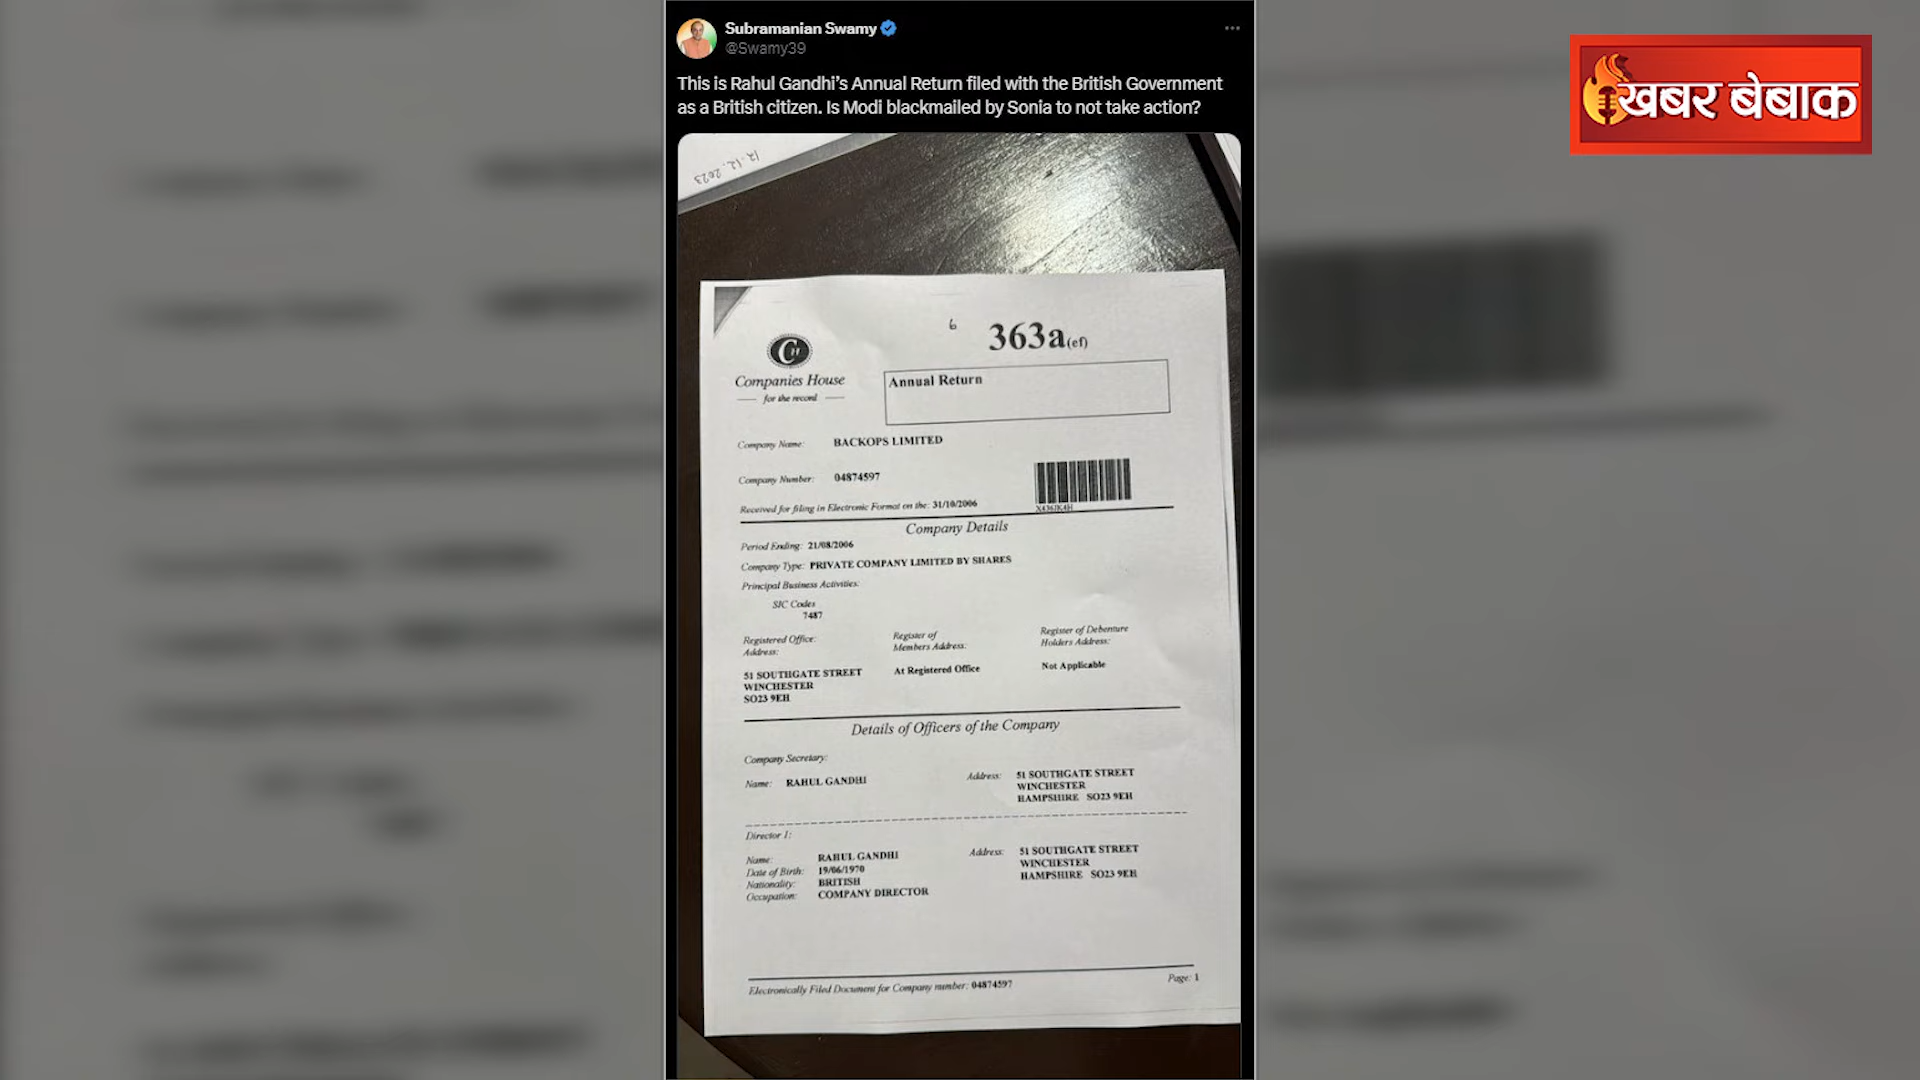 Subramanian Swamy
@Swamy39
This is Rahul Gandhi's Annual Return filed with the British Government
as a British citizen. Is Modi blackmailed by Sonia to not take action?
खबर बेबाक
12.12.2023
6
363a(ef)
CH
Companies House
for the record
Annual Return
Company Name: BACKOPS LIMITED
Company Number: 04874597
Received for filing in Electronic Format on the: 31/10/2006
Company Details
Period Ending: 21/08/2006
Company Type: PRIVATE COMPANY LIMITED BY SHARES
Principal Business Activities:
SIC Codes
7487
Registered Office Address:
51 SOUTHGATE STREET
WINCHESTER
SO23 9EH
Register of Members Address:
At Registered Office
Register of Debenture Holders Address:
Not Applicable
Details of Officers of the Company
Company Secretary:
Name: RAHUL GANDHI
Address: 51 SOUTHGATE STREET
WINCHESTER
HAMPSHIRE SO23 9EH
Director 1:
Name: RAHUL GANDHI
Date of Birth: 19/06/1970
Nationality: BRITISH
Occupation: COMPANY DIRECTOR
Address: 51 SOUTHGATE STREET
WINCHESTER
HAMPSHIRE SO23 9EH
Electronically Filed Document for Company number: 04874597
Page: 1